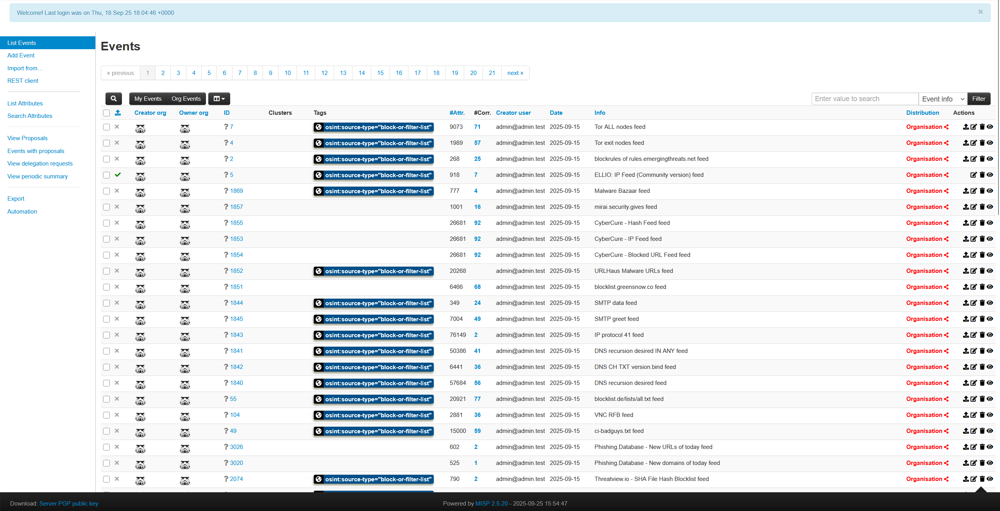 Welcome! Last login was on Thu, 18 Sep 25 18:04:46 +0000 ×
List Events
Add Event
Import from…
REST client
List Attributes
Search Attributes
View Proposals
Events with proposals
View delegation requests
View periodic summary
Export
Automation
Events
« previous 1 2 3 4 5 6 7 8 9 10 11 12 13 14 15 16 17 18 19 20 21 next »
My Events Org Events Enter value to search Event info Filter
Creator org Owner org ID Clusters Tags #Attr. #Corr. Creator user Date Info Distribution Actions
? 7 osint:source-type="block-or-filter-list" 9073 71 admin@admin.test 2025-09-15 Tor ALL nodes feed Organisation
? 4 osint:source-type="block-or-filter-list" 1989 57 admin@admin.test 2025-09-15 Tor exit nodes feed Organisation
? 2 osint:source-type="block-or-filter-list" 268 25 admin@admin.test 2025-09-15 blockrules of rules.emergingthreats.net feed Organisation
? 5 osint:source-type="block-or-filter-list" 918 7 admin@admin.test 2025-09-15 ELLIO: IP Feed (Community version) feed Organisation
? 1869 osint:source-type="block-or-filter-list" 777 4 admin@admin.test 2025-09-15 Malware Bazaar feed Organisation
? 1857 1001 16 admin@admin.test 2025-09-15 mirai.security.gives feed Organisation
? 1855 26681 92 admin@admin.test 2025-09-15 CyberCure - Hash Feed feed Organisation
? 1853 26681 92 admin@admin.test 2025-09-15 CyberCure - IP Feed feed Organisation
? 1854 26681 92 admin@admin.test 2025-09-15 CyberCure - Blocked URL Feed feed Organisation
? 1852 osint:source-type="block-or-filter-list" 20268 admin@admin.test 2025-09-15 URLHaus Malware URLs feed Organisation
? 1851 6466 68 admin@admin.test 2025-09-15 blocklist.greensnow.co feed Organisation
? 1844 osint:source-type="block-or-filter-list" 349 24 admin@admin.test 2025-09-15 SMTP data feed Organisation
? 1845 osint:source-type="block-or-filter-list" 7004 49 admin@admin.test 2025-09-15 SMTP greet feed Organisation
? 1843 osint:source-type="block-or-filter-list" 76149 2 admin@admin.test 2025-09-15 IP protocol 41 feed Organisation
? 1841 osint:source-type="block-or-filter-list" 50386 41 admin@admin.test 2025-09-15 DNS recursion desired IN ANY feed Organisation
? 1842 osint:source-type="block-or-filter-list" 6441 36 admin@admin.test 2025-09-15 DNS CH TXT version.bind feed Organisation
? 1840 osint:source-type="block-or-filter-list" 57684 56 admin@admin.test 2025-09-15 DNS recursion desired feed Organisation
? 55 osint:source-type="block-or-filter-list" 20921 77 admin@admin.test 2025-09-15 blocklist.de/lists/all.txt feed Organisation
? 104 osint:source-type="block-or-filter-list" 2881 36 admin@admin.test 2025-09-15 VNC RFB feed Organisation
? 49 osint:source-type="block-or-filter-list" 15000 59 admin@admin.test 2025-09-15 ci-badguys.txt feed Organisation
? 3026 602 2 admin@admin.test 2025-09-15 Phishing.Database - New URLs of today feed Organisation
? 3020 525 1 admin@admin.test 2025-09-15 Phishing.Database - New domains of today feed Organisation
? 2074 osint:source-type="block-or-filter-list" 790 2 admin@admin.test 2025-09-15 Threatview.io - SHA File Hash Blocklist feed Organisation
Download: Server PGP public key Powered by MISP 2.5.20 - 2025-09-25 15:54:47